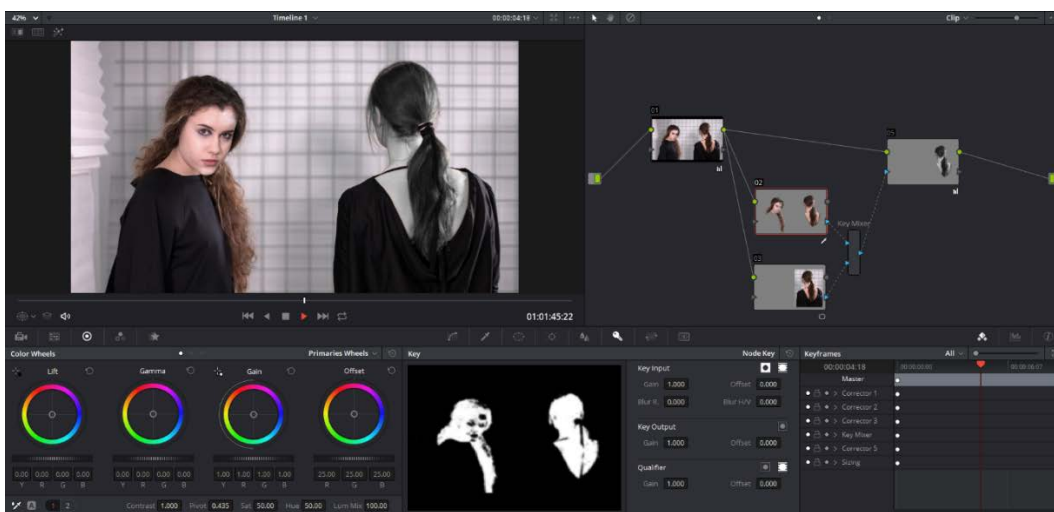 42% Timeline 1 00:00:04:18 Clip
01
05
02
Key Mixer
03
01:01:45:22
Color Wheels Primaries Wheels Key Node Key Keyframes All
Lift Gamma Gain Offset
0.00 0.00 0.00 0.00 0.00 0.00 0.00 0.00 1.00 1.00 1.00 1.00 25.00 25.00 25.00
Y R G B Y R G B Y R G B R G B
1 2 Contrast 1.000 Pivot 0.435 Sat 50.00 Hue 50.00 Lum Mix 100.00
Key Input
Gain 1.000 Offset 0.000
Blur R. 0.000 Blur H/V 0.000
Key Output
Gain 1.000 Offset 0.000
Qualifier
Gain 1.000 Offset 0.000
00:00:04:18 00:00:00:00
Master
Corrector 1
Corrector 2
Corrector 3
Key Mixer
Corrector 5
Sizing